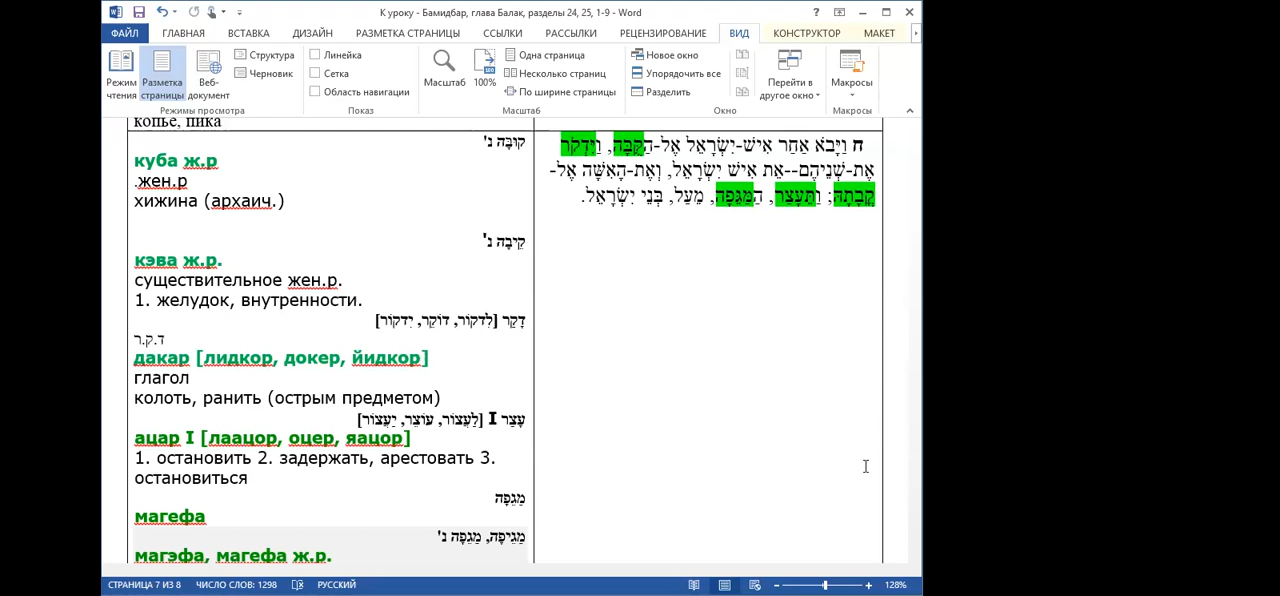 К уроку - Бамидбар, глава Балак, разделы 24, 25, 1-9 - Word
ФАЙЛ ГЛАВНАЯ ВСТАВКА ДИЗАЙН РАЗМЕТКА СТРАНИЦЫ ССЫЛКИ РАССЫЛКИ РЕЦЕНЗИРОВАНИЕ ВИД КОНСТРУКТОР МАКЕТ
Режим чтения
Разметка страницы
Веб-документ
Структура
Черновик
Режимы просмотра
Линейка
Сетка
Область навигации
Показ
Масштаб
100%
Одна страница
Несколько страниц
По ширине страницы
Масштаб
Новое окно
Упорядочить все
Разделить
Перейти в другое окно
Окно
Макросы
Макросы
копье, пика
קוּבָּה נ'
куба ж.р
.жен.р
хижина (архаич.)
קֵיבָה נ'
кэва ж.р.
существительное жен.р.
1. желудок, внутренности.
דָקַר [לִדקוֹר, דוֹקֵר, יִדקוֹר]
ד.ק.ר
дакар [лидкор, докер, йидкор]
глагол
колоть, ранить (острым предметом)
עָצַר I [לַעֲצוֹר, עוֹצֵר, יַעֲצוֹר]
ацар I [лаацор, оцер, яацор]
1. остановить 2. задержать, арестовать 3.
остановиться
מַגֵפָה
магефа
מַגֵיפָה, מַגֵפָה נ'
магэфа, магефа ж.р.
ח וַיָּבֹא אַחַר אִישׁ-יִשְׂרָאֵל אֶל-הַקֻּבָּה, וַיִּדְקֹר
אֶת-שְׁנֵיהֶם--אֵת אִישׁ יִשְׂרָאֵל, וְאֶת-הָאִשָּׁה אֶל-
קֳבָתָהּ; וַתֵּעָצַר, הַמַּגֵּפָה, מֵעַל, בְּנֵי יִשְׂרָאֵל.
СТРАНИЦА 7 ИЗ 8 ЧИСЛО СЛОВ: 1298 РУССКИЙ 128%